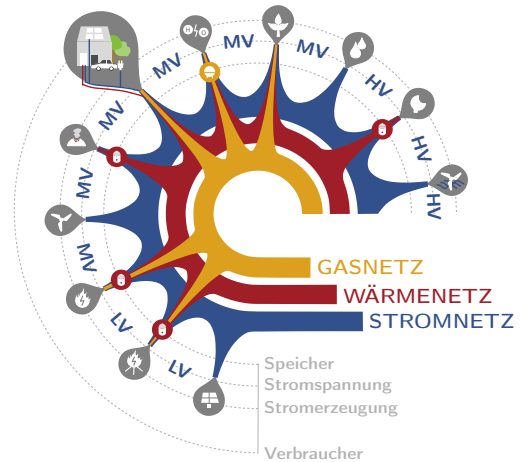 MV
MV
MV
HV
MV
HV
MV
HV
MV
LV
LV
H
O
GASNETZ
WÄRMENETZ
STROMNETZ
Speicher
Stromspannung
Stromerzeugung
Verbraucher